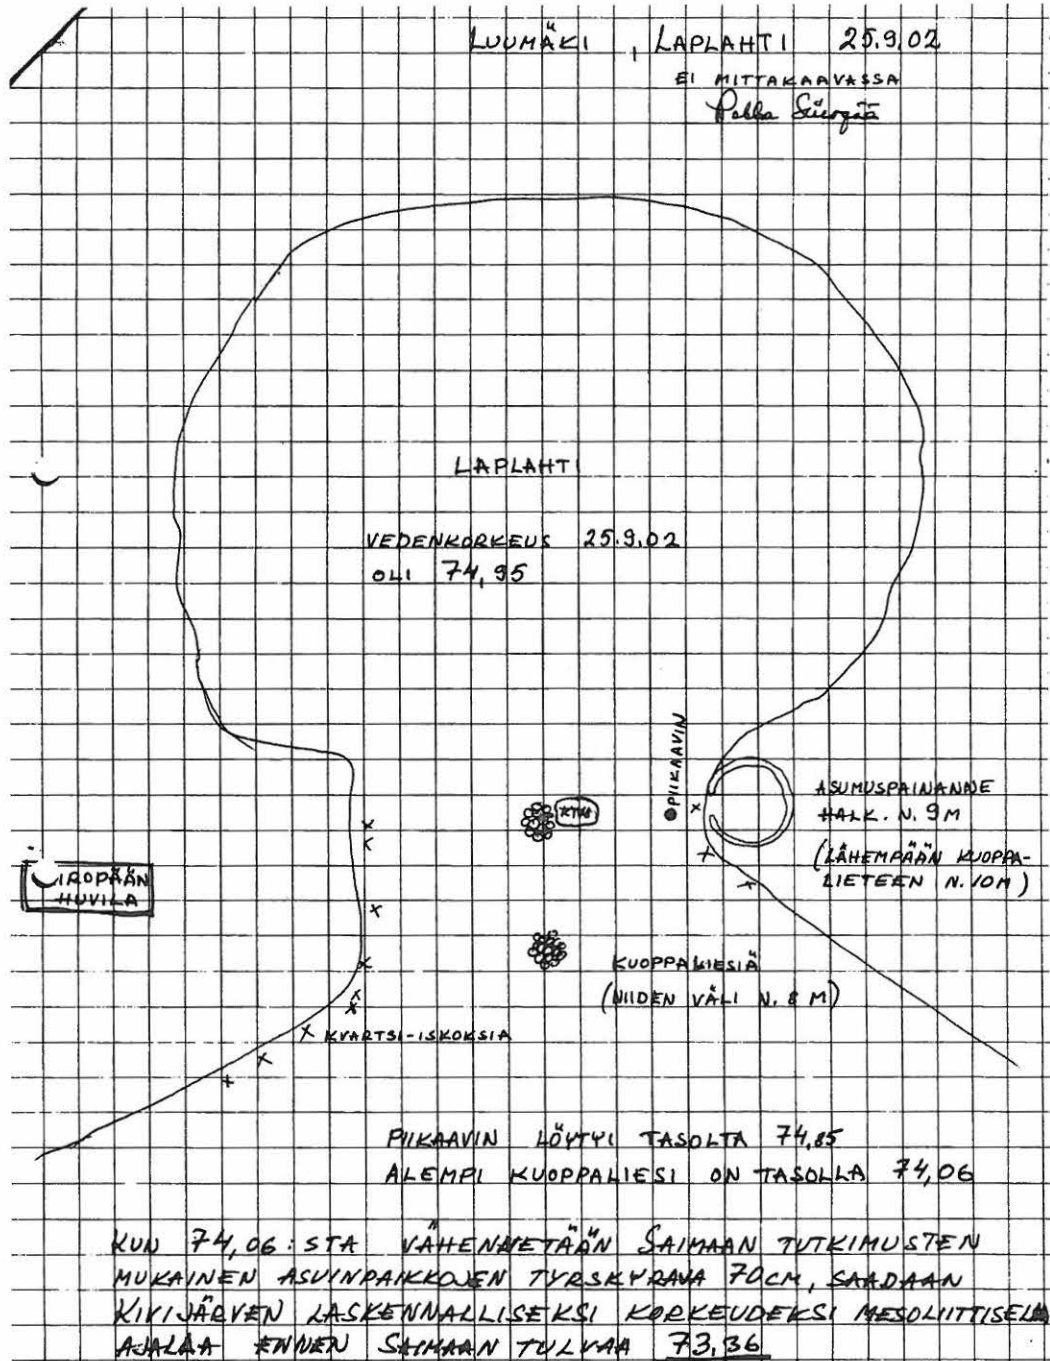 LUUMÄKI, LAPLAHTI 25.9.02
EI MITTAKAAVASSA
LAPLAHTI
VEDENKORKEUS 25.9.02
OLI 74,95
PIIKAAVIN
ASUMUSPAINANNE
HALK. N. 9M
(LÄHEMPÄÄN KUOPPA-
LIETEEN N. 10M)
IROPÄÄN
HUVILA
KUOPPALIESIÄ
(NIIDEN VÄLI N. 8 M)
KVARTSI-ISKOKSIA
PIIKAAVIN LÖYTYI TASOLTA 74,85
ALEMPI KUOPPALIESI ON TASOLLA 74,06
KUN 74,06:STA VÄHENNETÄÄN SAIMAAN TUTKIMUSTEN
MUKAINEN ASUINPAIKKOJEN TYRSKYRAJA 70CM, SAADAAN
KIVIJÄRVEN LASKENNALLISEKSI KORKEUDEKSI MESOLIITTISELLA
AJALLA ENNEN SAIMAAN TULVAA 73,36